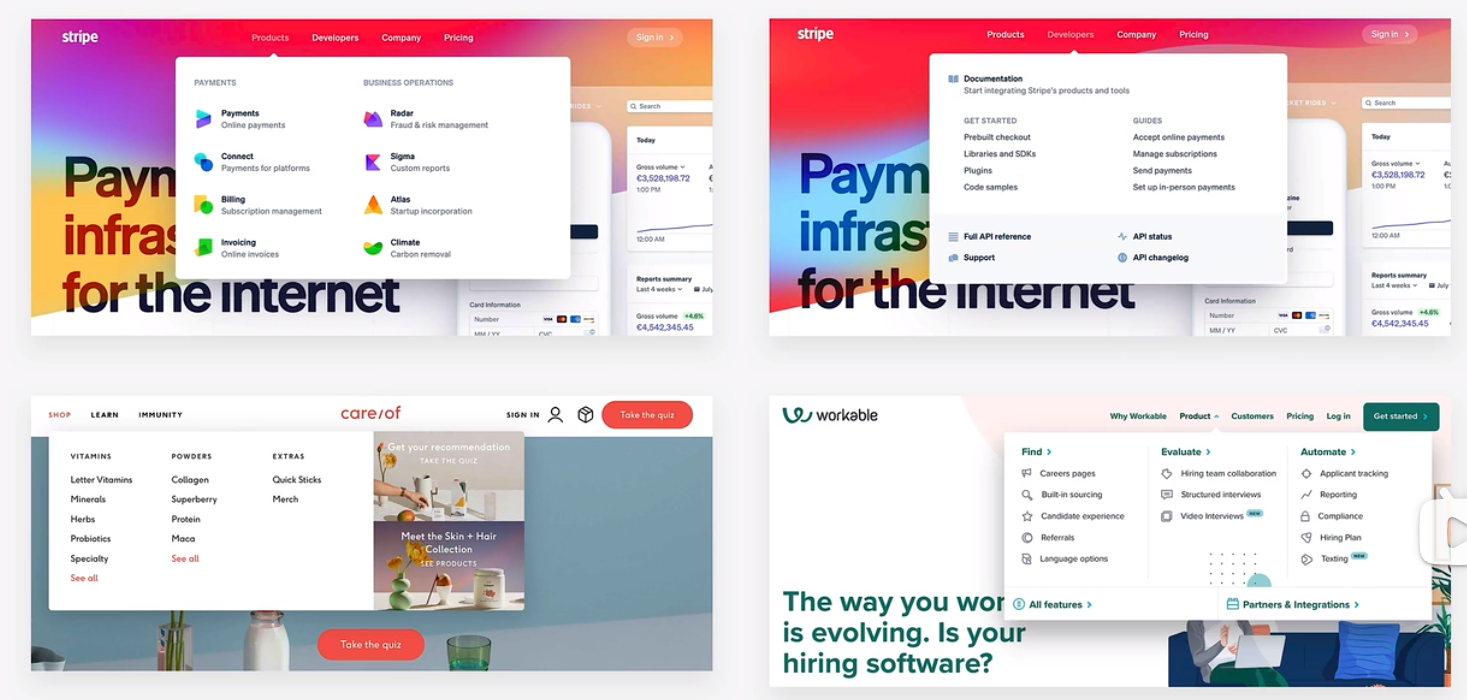 stripe
Products Developers Company Pricing
Sign in
PAYMENTS BUSINESS OPERATIONS
Payments
Online payments
Radar
Fraud & risk management
Connect
Payments for platforms
Sigma
Custom reports
Billing
Subscription management
Atlas
Startup incorporation
Invoicing
Online invoices
Climate
Carbon removal
Paym
infras
for the internet
RIDES
Search
Today
Gross volume
€3,528,198.72
1:00 PM
12:00 AM
Reports summary
Last 4 weeks July
Gross volume +4.6%
€4,542,345.45
Card Information
Number VISA
MM / YY CVC
stripe
Products Developers Company Pricing
Sign in
Documentation
Start integrating Stripe's products and tools
GET STARTED GUIDES
Prebuilt checkout Accept online payments
Libraries and SDKs Manage subscriptions
Plugins Send payments
Code samples Set up in-person payments
Full API reference API status
Support API changelog
Paym
infrast
for the internet
KET RIDES
Search
Today
Gross volume
€3,528,198.72
1:00 PM
12:00 AM
Reports summary
Last 4 weeks July
Gross volume +4.6%
€4,542,345.45
Card Information
Number VISA
MM / YY CVC
SHOP LEARN IMMUNITY
care/of
SIGN IN
Take the quiz
VITAMINS POWDERS EXTRAS
Letter Vitamins Collagen Quick Sticks
Minerals Superberry Merch
Herbs Protein
Probiotics Maca
Specialty See all
See all
Get your recommendation
TAKE THE QUIZ
Meet the Skin + Hair
Collection
SEE PRODUCTS
Take the quiz
workable
Why Workable Product Customers Pricing Log in
Get started
Find Evaluate Automate
Careers pages Hiring team collaboration Applicant tracking
Built-in sourcing Structured interviews Reporting
Candidate experience Video Interviews NEW Compliance
Referrals Hiring Plan
Language options Texting NEW
All features Partners & Integrations
The way you wor
is evolving. Is your
hiring software?